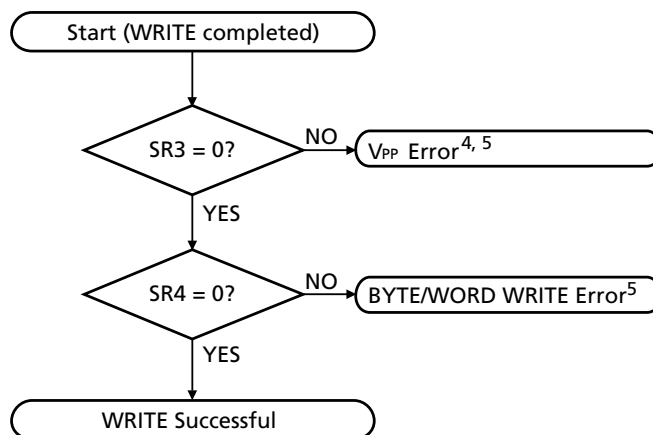 Start (WRITE completed)
SR3 = 0?
NO
VPP Error4, 5
YES
SR4 = 0?
NO
BYTE/WORD WRITE Error5
YES
WRITE Successful